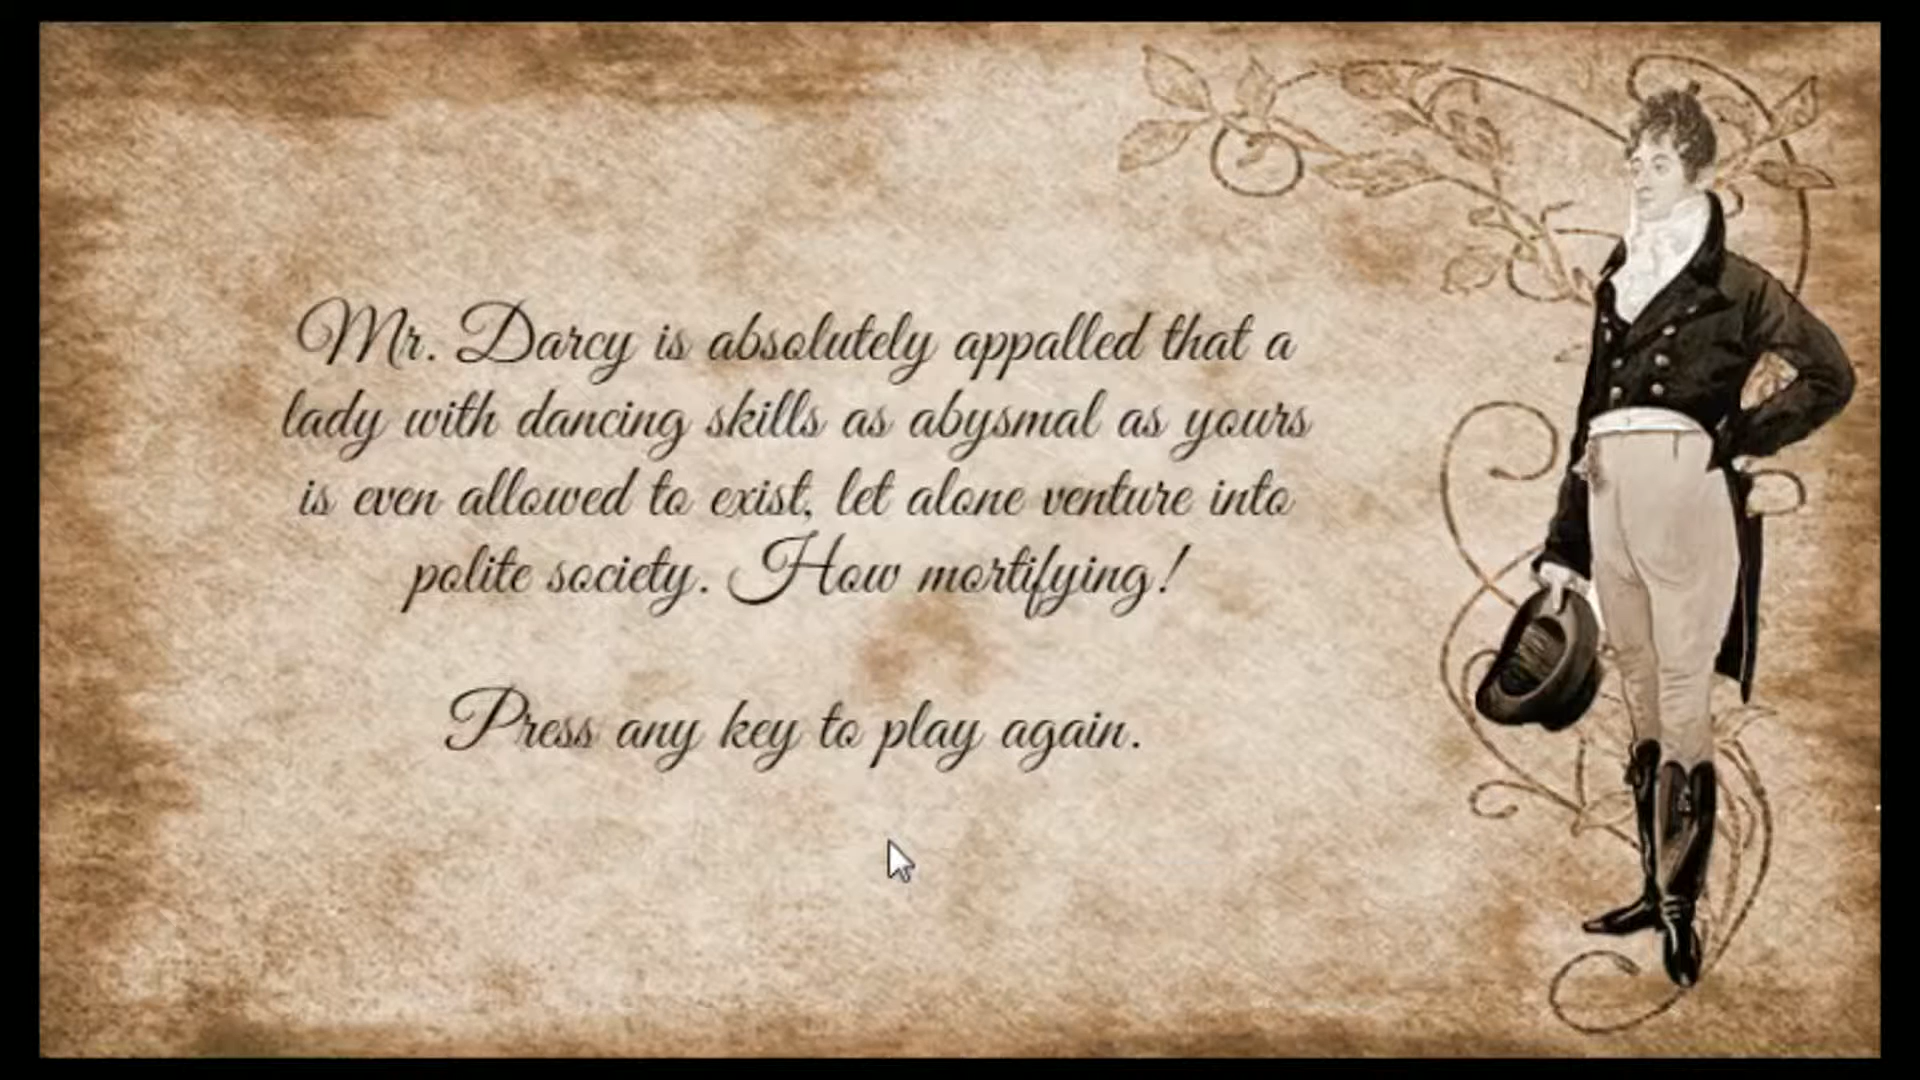 Mr. Darcy is absolutely appalled that a
lady with dancing skills as abysmal as yours
is even allowed to exist, let alone venture into
polite society. How mortifying!
Press any key to play again.